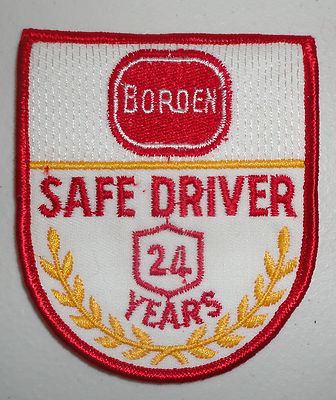 BORDEN
SAFE DRIVER
24
YEARS